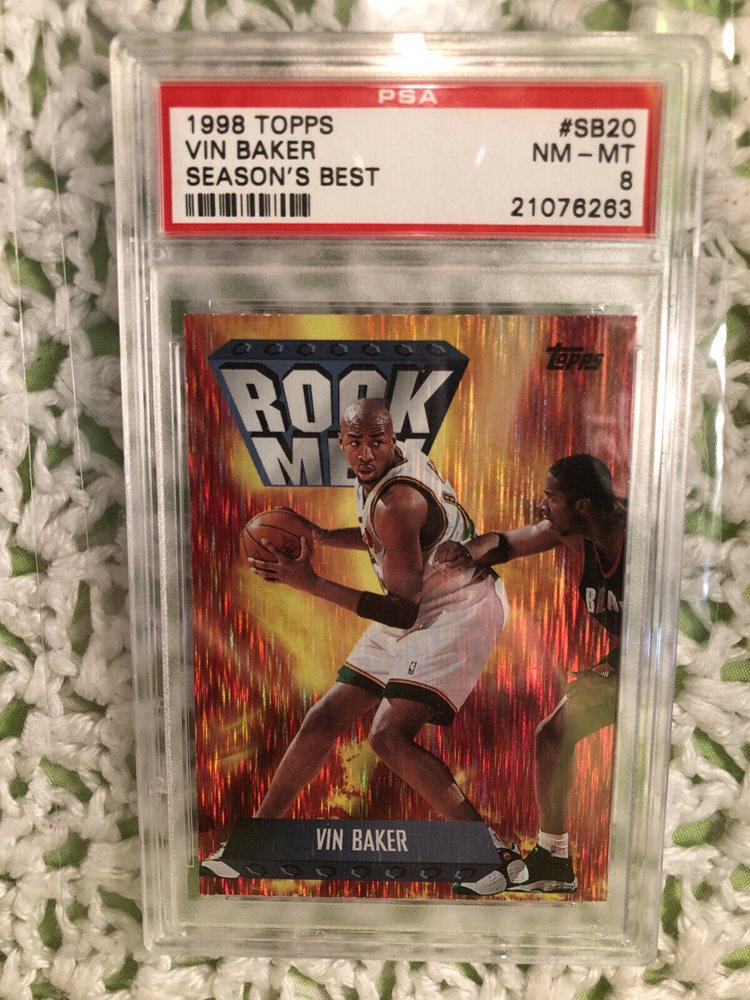 PSA
1998 TOPPS #SB20
VIN BAKER NM - MT
SEASON'S BEST 8
21076263
Topps
ROCK
VIN BAKER